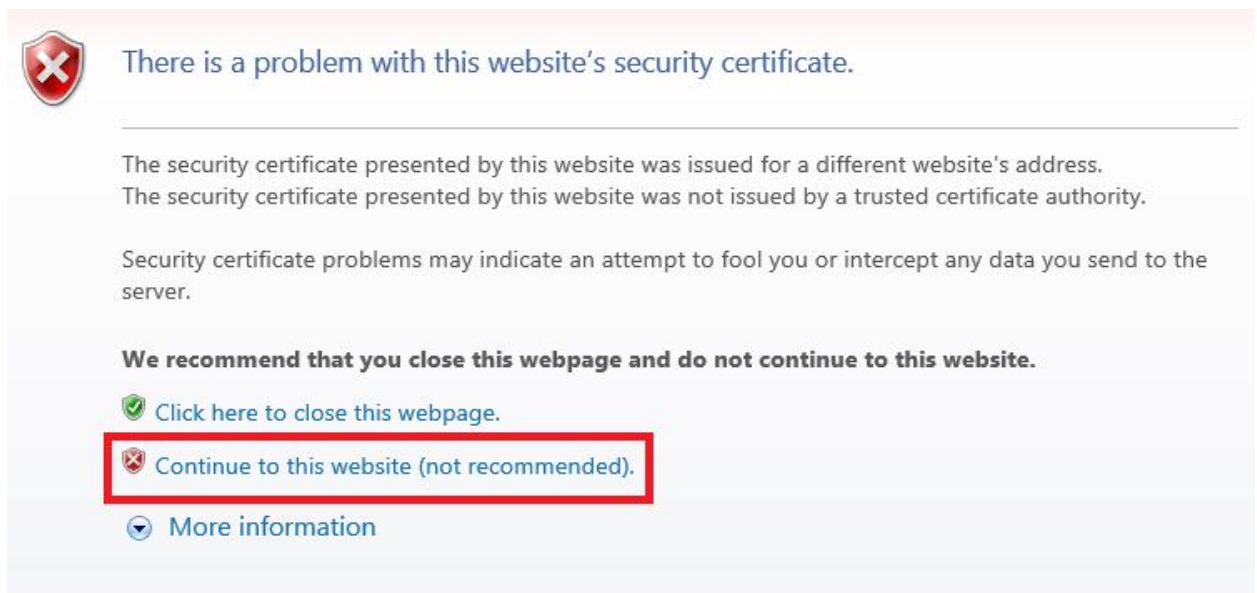 There is a problem with this website's security certificate.
The security certificate presented by this website was issued for a different website's address.
The security certificate presented by this website was not issued by a trusted certificate authority.
Security certificate problems may indicate an attempt to fool you or intercept any data you send to the
server.
We recommend that you close this webpage and do not continue to this website.
Click here to close this webpage.
Continue to this website (not recommended).
More information